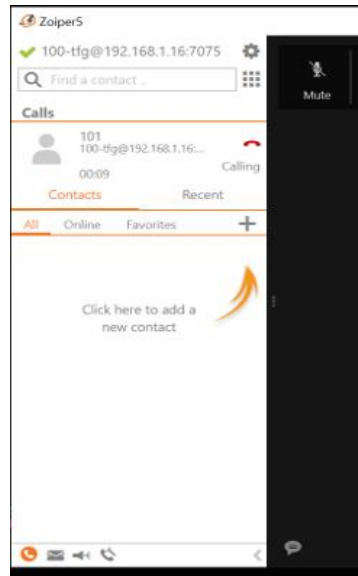 Zoiper5
100-tfg@192.168.1.16:7075
Find a contact ..
Mute
Calls
101
100-tfg@192.168.1.16:...
00:09
Calling
Contacts
Recent
All
Online
Favorites
Click here to add a
new contact